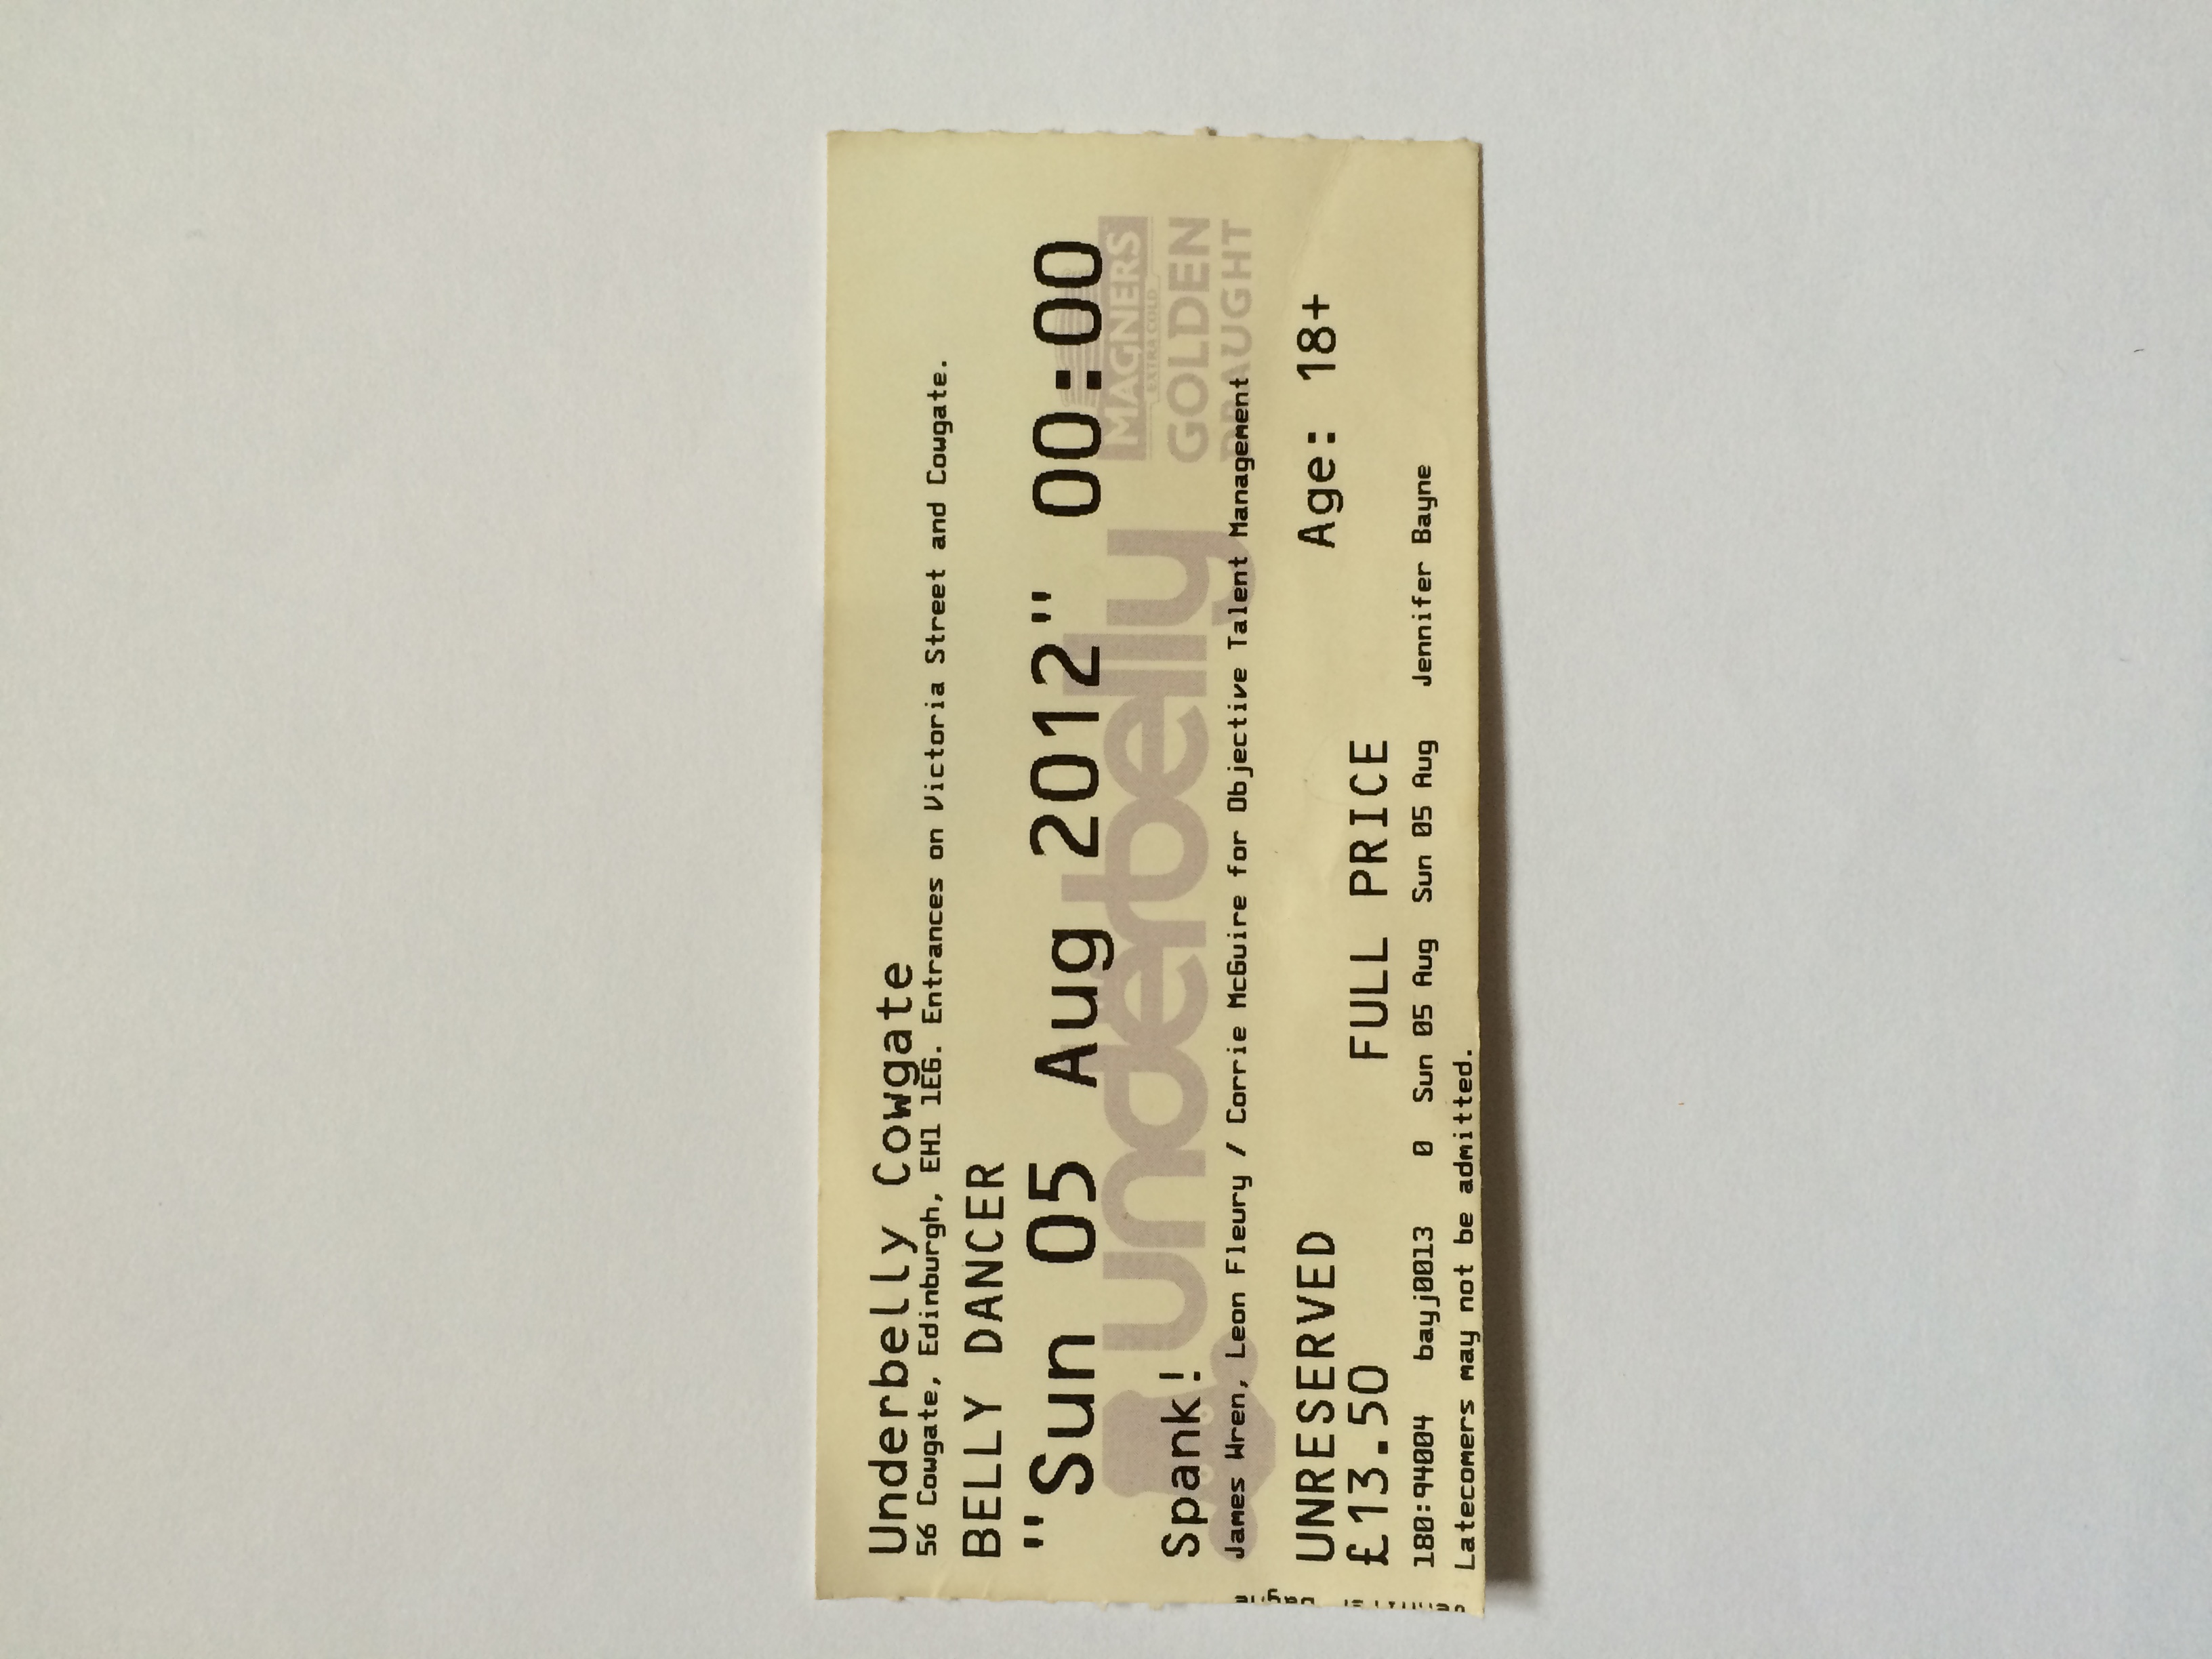 Underbelly Cowgate
56 Cowgate, Edinburgh, EH1 1EG. Entrances on Victoria Street and Cowgate.
BELLY DANCER
"Sun 05 Aug 2012" 00:00
MAGNERS
EXTRA COLD
GOLDEN
DRAUGHT
underbelly
Spank!
James Wren, Leon Fleury / Corrie McGuire for Objective Talent Management
UNRESERVED Age: 18+
£13.50 FULL PRICE
180:94004 bayj0013 0 Sun 05 Aug Sun 05 Aug Jennifer Bayne
Latecomers may not be admitted.